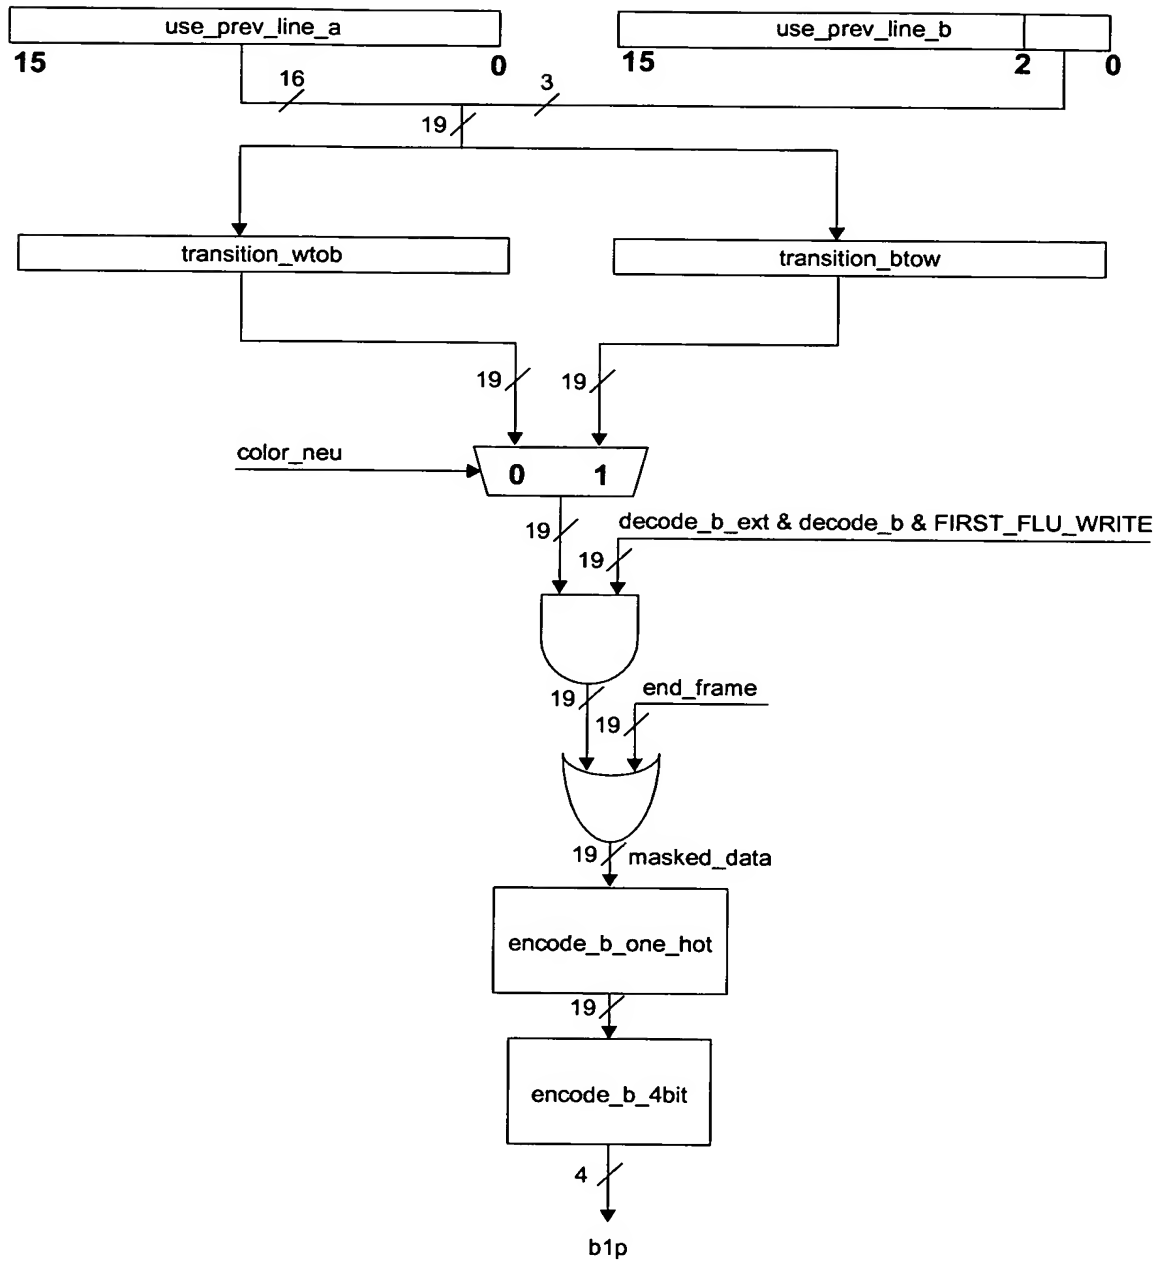 use_prev_line_a
use_prev_line_b
15 0 15 2 0
16
3
19
transition_wtob
transition_btow
19 19
color_neu
0 1
19
decode_b_ext & decode_b & FIRST_FLU_WRITE
19
19
end_frame
19
19
masked_data
encode_b_one_hot
19
encode_b_4bit
4
b1p